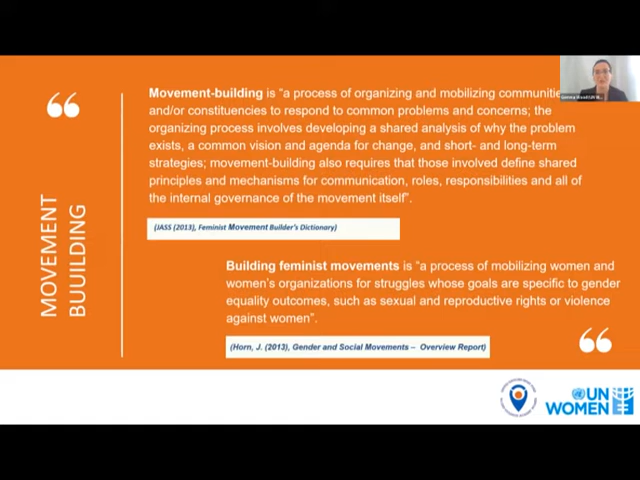 Movement-building is “a process of organizing and mobilizing communitie
and/or constituencies to respond to common problems and concerns; the
organizing process involves developing a shared analysis of why the problem
exists, a common vision and agenda for change, and short- and long-term
strategies; movement-building also requires that those involved define shared
principles and mechanisms for communication, roles, responsibilities and all of
the internal governance of the movement itself”.
(JASS (2013), Feminist Movement Builder's Dictionary)
MOVEMENT
BUUILDING
Building feminist movements is “a process of mobilizing women and
women's organizations for struggles whose goals are specific to gender
equality outcomes, such as sexual and reproductive rights or violence
against women”.
(Horn, J. (2013), Gender and Social Movements – Overview Report)
UN
WOMEN